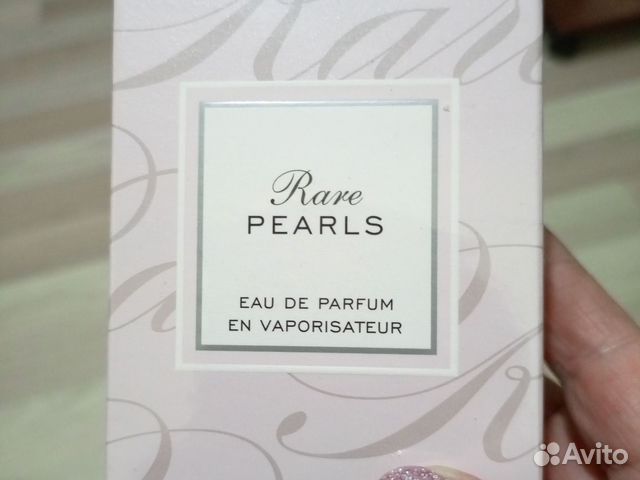 Rare
PEARLS
EAU DE PARFUM
EN VAPORISATEUR
Avito